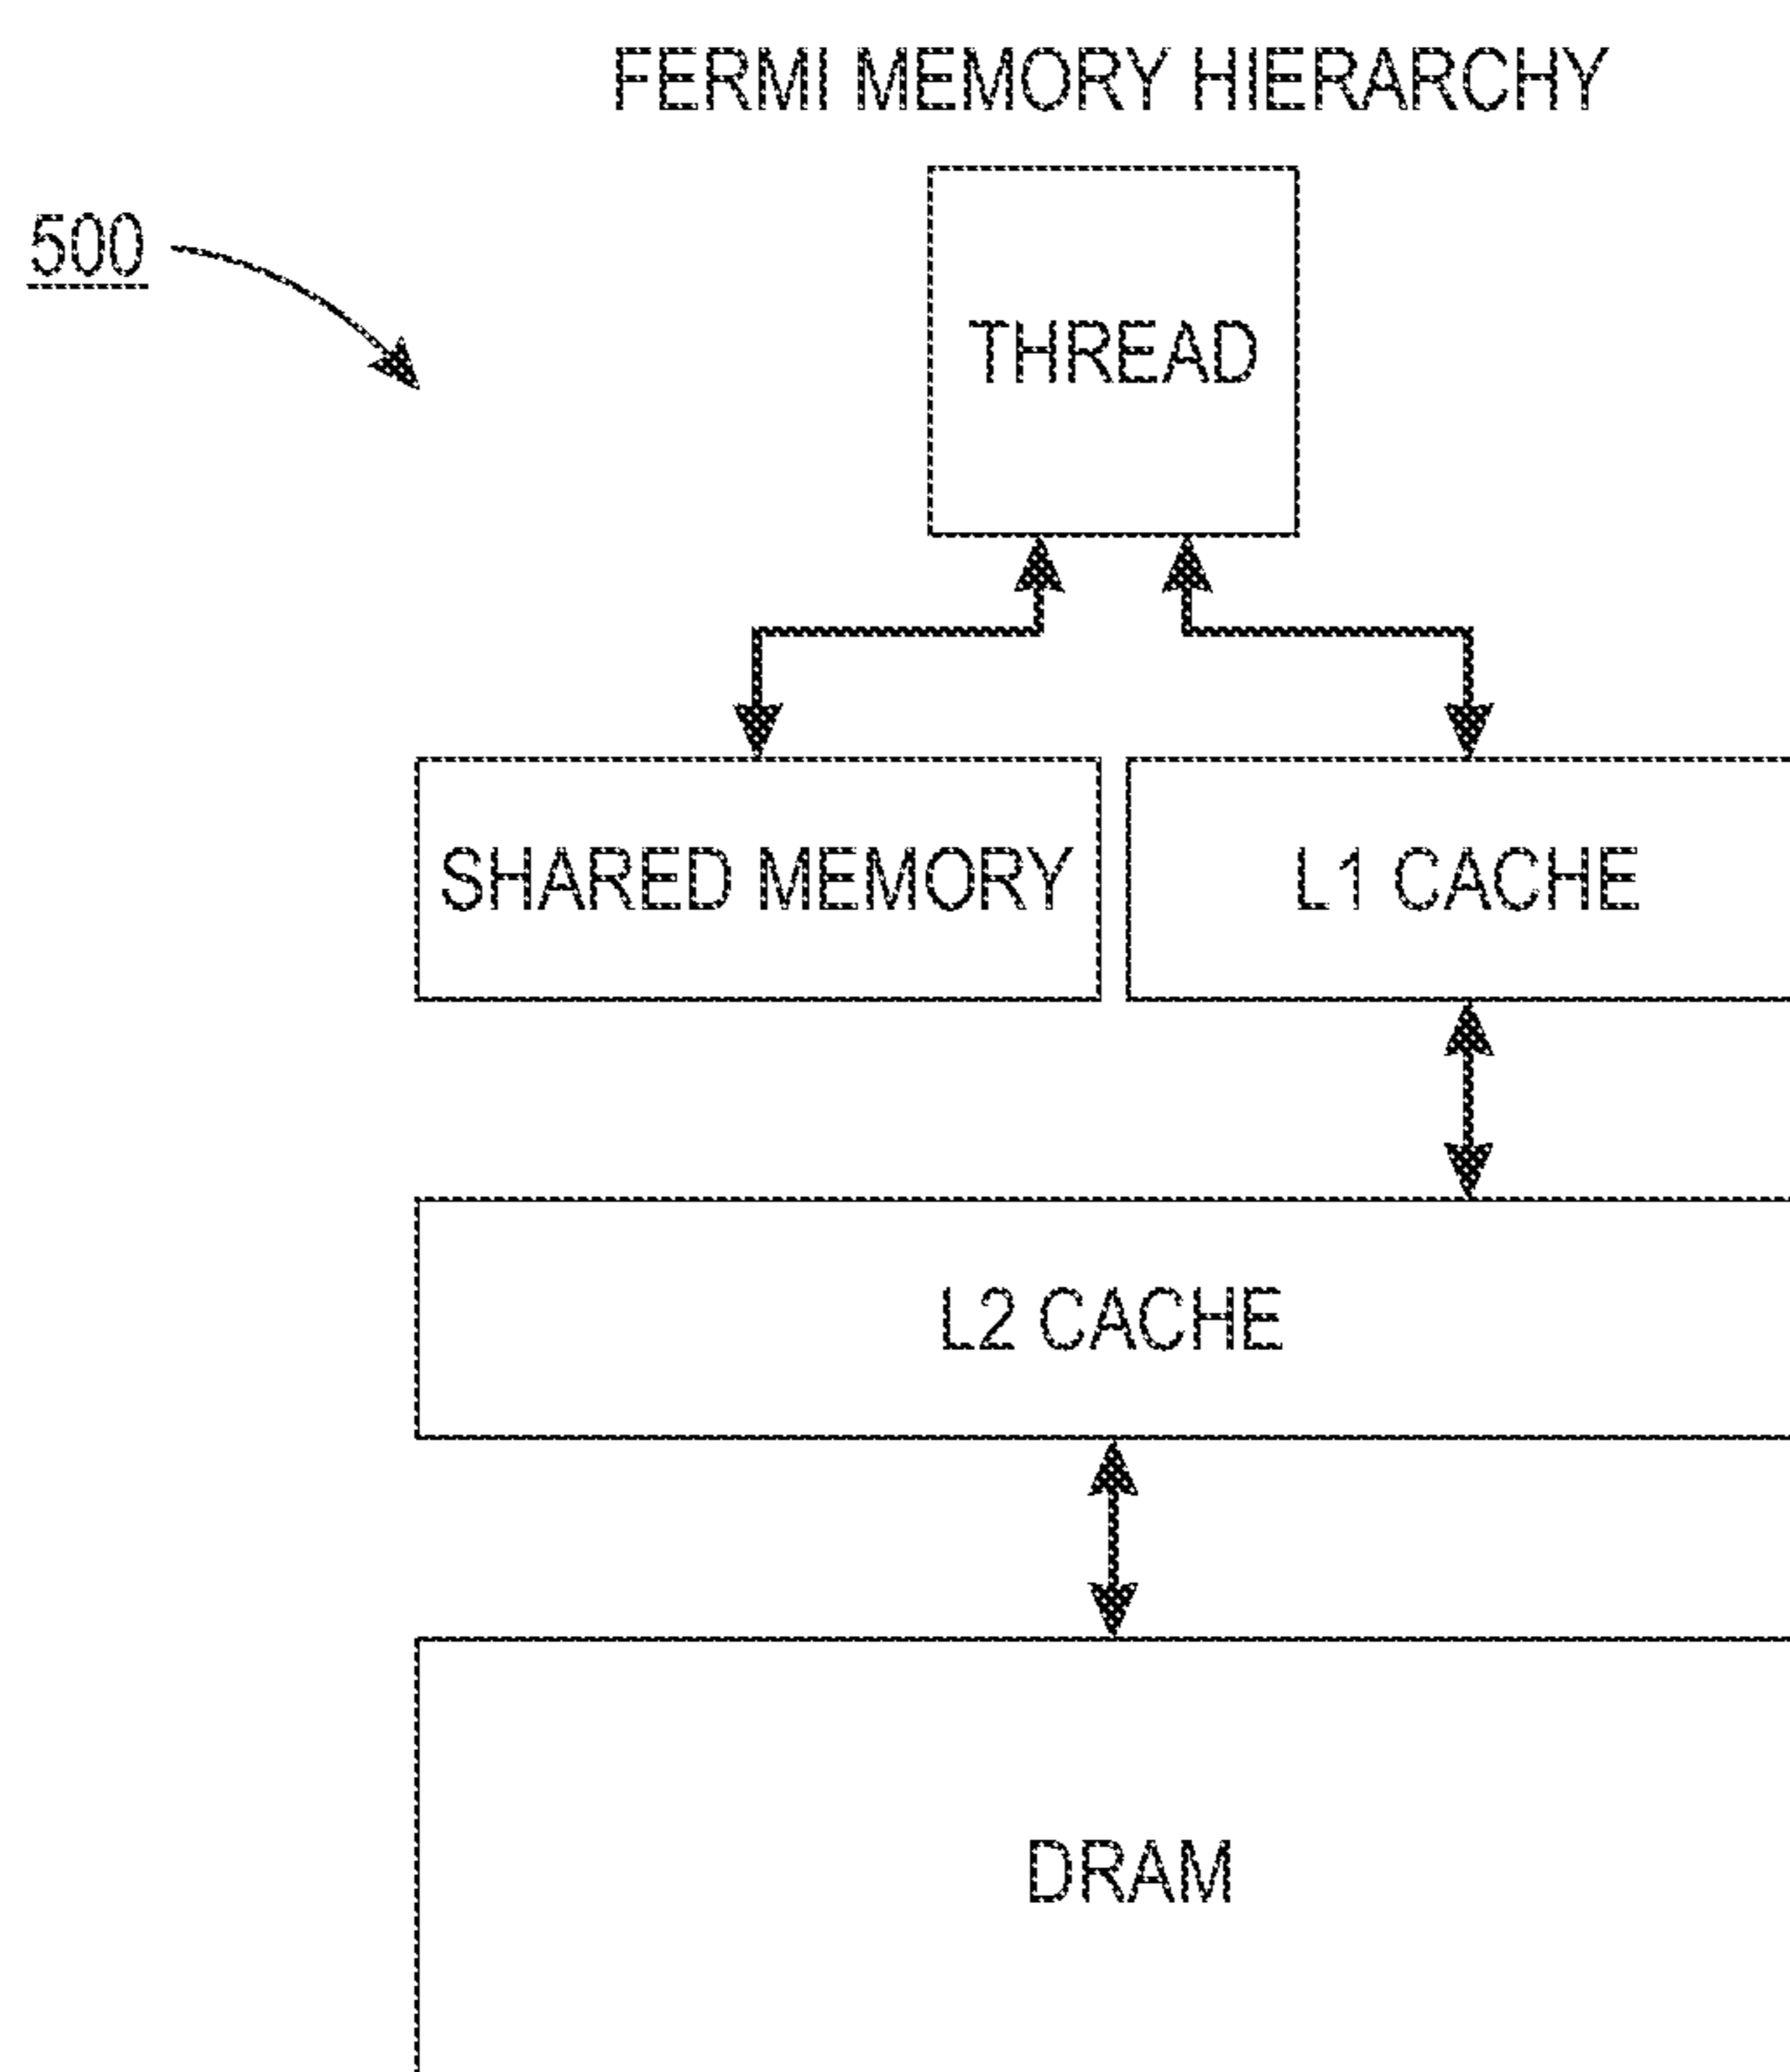 FERMI MEMORY HIERARCHY
500
THREAD
SHARED MEMORY
L1 CACHE
L2 CACHE
DRAM